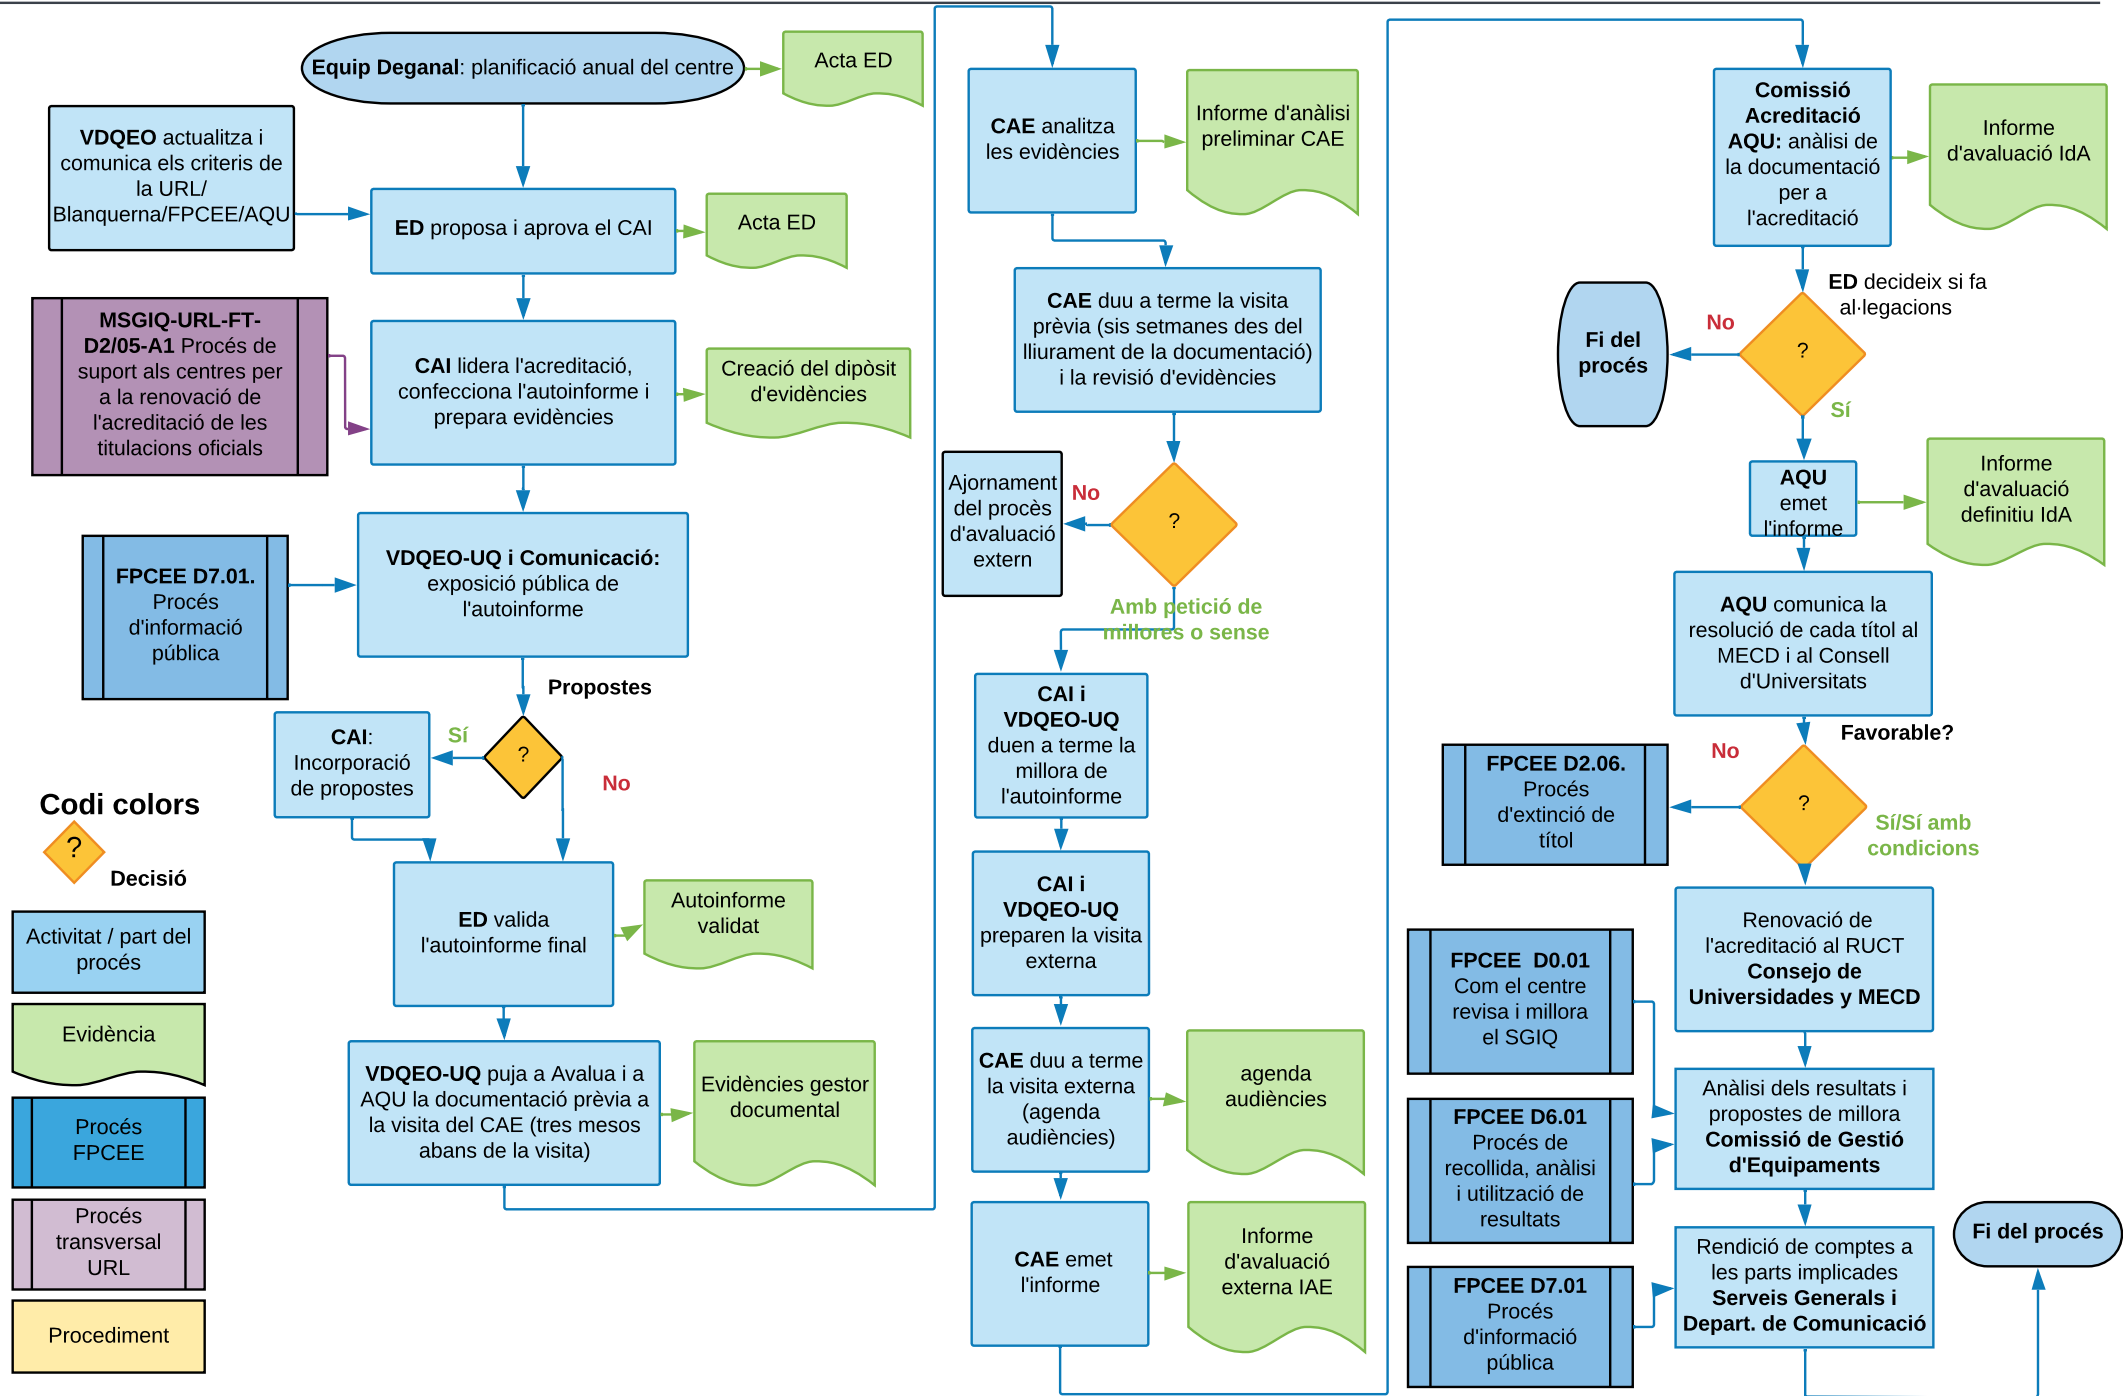 Equip Deganal: planificació anual del centre
Acta ED
VDQEO actualitza i
comunica els criteris de
la URL/
Blanquerna/FPCEE/AQU
ED proposa i aprova el CAI
Acta ED
MSGIQ-URL-FT-
D2/05-A1 Procés de
suport als centres per
a la renovació de
l'acreditació de les
titulacions oficials
CAI lidera l'acreditació,
confecciona l'autoinforme i
prepara evidències
Creació del dipòsit
d'evidències
FPCEE D7.01.
Procés
d'informació
pública
VDQEO-UQ i Comunicació:
exposició pública de
l'autoinforme
Propostes
?
Sí
No
CAI:
Incorporació
de propostes
ED valida
l'autoinforme final
Autoinforme
validat
VDQEO-UQ puja a Avalua i a
AQU la documentació prèvia a
la visita del CAE (tres mesos
abans de la visita)
Evidències gestor
documental
Codi colors
?
Decisió
Activitat / part del
procés
Evidència
Procés
FPCEE
Procés
transversal
URL
Procediment
CAE analitza
les evidències
Informe d'anàlisi
preliminar CAE
CAE duu a terme la visita
prèvia (sis setmanes des del
lliurament de la documentació)
i la revisió d'evidències
?
No
Ajornament
del procès
d'avaluació
extern
Amb petició de
millores o sense
CAI i
VDQEO-UQ
duen a terme la
millora de
l'autoinforme
CAI i
VDQEO-UQ
preparen la visita
externa
CAE duu a terme
la visita externa
(agenda
audiències)
agenda
audiències
CAE emet
l'informe
Informe
d'avaluació
externa IAE
Comissió
Acreditació
AQU: anàlisi de
la documentació
per a
l'acreditació
Informe
d'avaluació IdA
ED decideix si fa
al·legacions
?
No
Fi del
procés
Sí
AQU
emet
l'informe
Informe
d'avaluació
definitiu IdA
AQU comunica la
resolució de cada títol al
MECD i al Consell
d'Universitats
Favorable?
?
No
FPCEE D2.06.
Procés
d'extinció de
títol
Sí/Sí amb
condicions
Renovació de
l'acreditació al RUCT
Consejo de
Universidades y MECD
FPCEE D0.01
Com el centre
revisa i millora
el SGIQ
Anàlisi dels resultats i
propostes de millora
Comissió de Gestió
d'Equipaments
FPCEE D6.01
Procés de
recollida, anàlisi
i utilització de
resultats
Rendició de comptes a
les parts implicades
Serveis Generals i
Depart. de Comunicació
FPCEE D7.01
Procés
d'informació
pública
Fi del procés